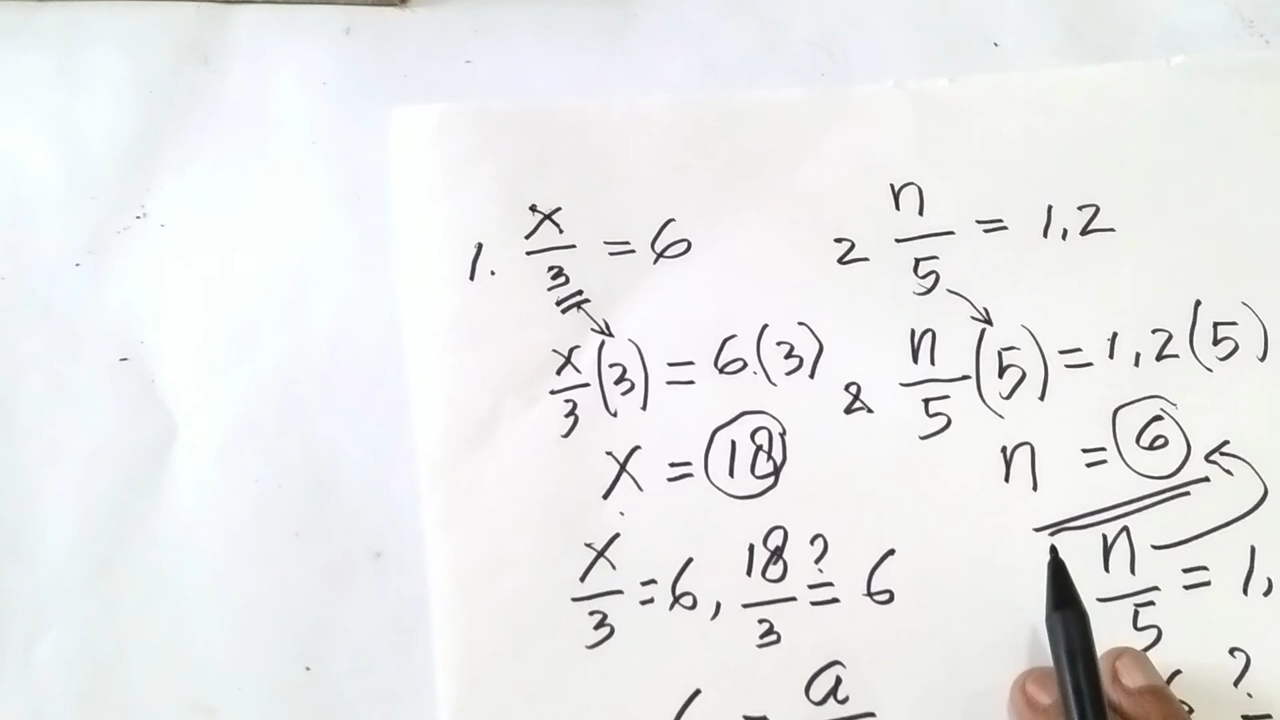 1. x/3 = 6
x/3 (3) = 6.(3)
x = 18
x/3 = 6, 18/3 ?= 6
a
2 n/5 = 1,2
& n/5 (5) = 1,2 (5)
n = 6
n/5 = 1,
?